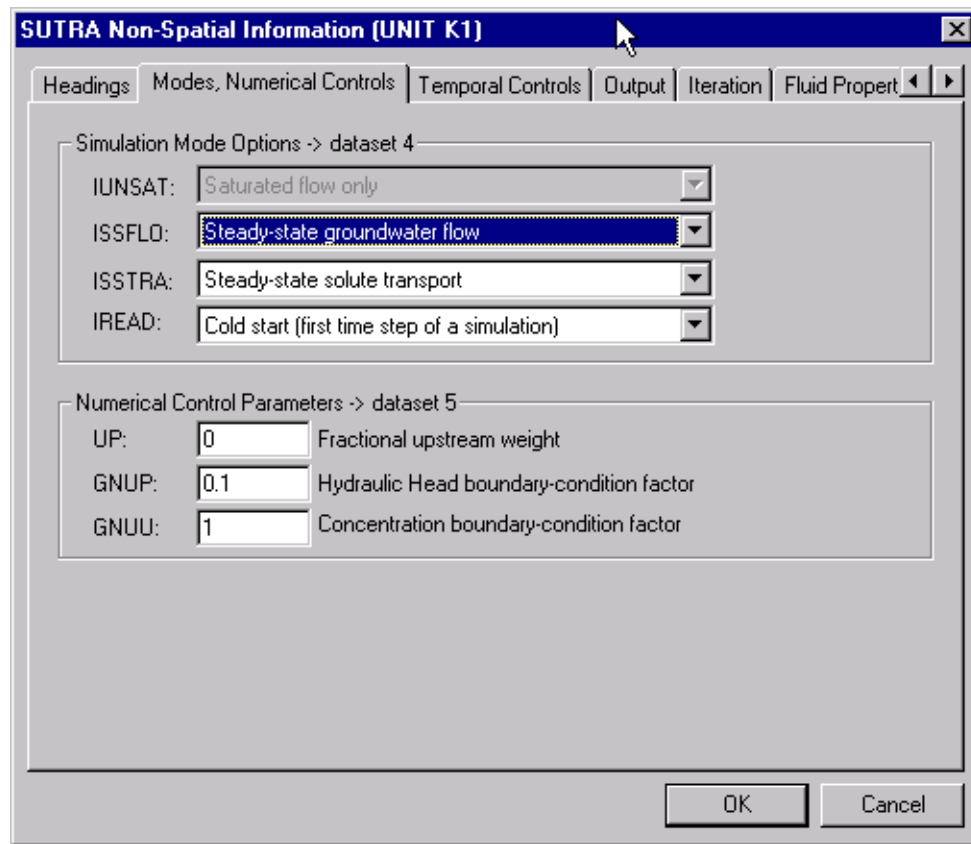 SUTRA Non-Spatial Information (UNIT K1)
Headings Modes, Numerical Controls Temporal Controls Output Iteration Fluid Propert
Simulation Mode Options -> dataset 4
IUNSAT: Saturated flow only
ISSFLO: Steady-state groundwater flow
ISSTRA: Steady-state solute transport
IREAD: Cold start (first time step of a simulation)
Numerical Control Parameters -> dataset 5
UP: 0 Fractional upstream weight
GNUP: 0.1 Hydraulic Head boundary-condition factor
GNUU: 1 Concentration boundary-condition factor
OK Cancel